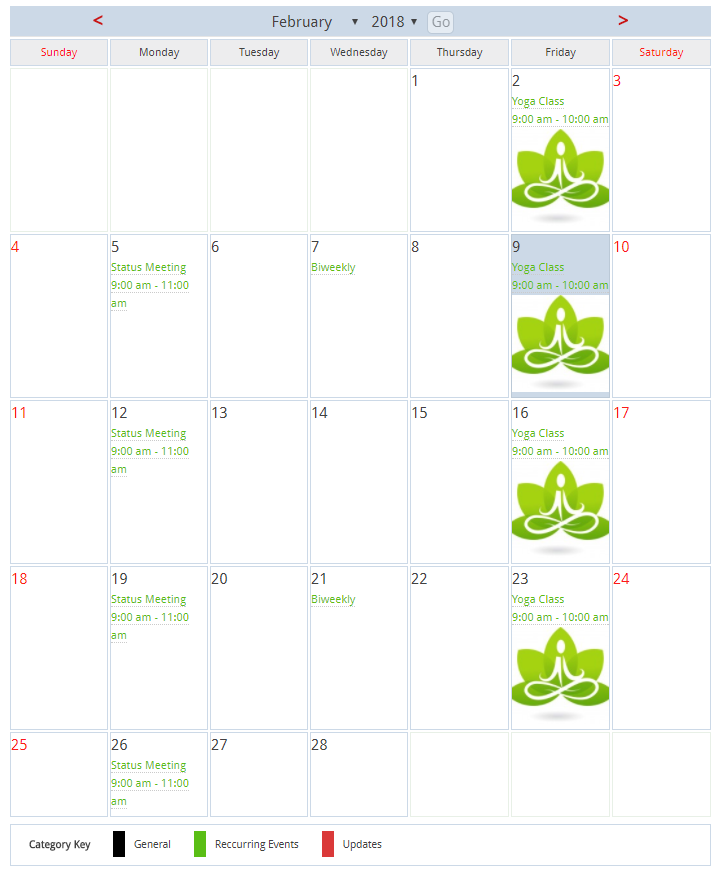 < February ▾ 2018 ▾ Go >
Sunday Monday Tuesday Wednesday Thursday Friday Saturday
1 2 3
Yoga Class
9:00 am - 10:00 am
4 5 6 7 8 9 10
Status Meeting Biweekly Yoga Class
9:00 am - 11:00 9:00 am - 10:00 am
am
11 12 13 14 15 16 17
Status Meeting Yoga Class
9:00 am - 11:00 9:00 am - 10:00 am
am
18 19 20 21 22 23 24
Status Meeting Biweekly Yoga Class
9:00 am - 11:00 9:00 am - 10:00 am
am
25 26 27 28
Status Meeting
9:00 am - 11:00
am
Category Key General Reccurring Events Updates